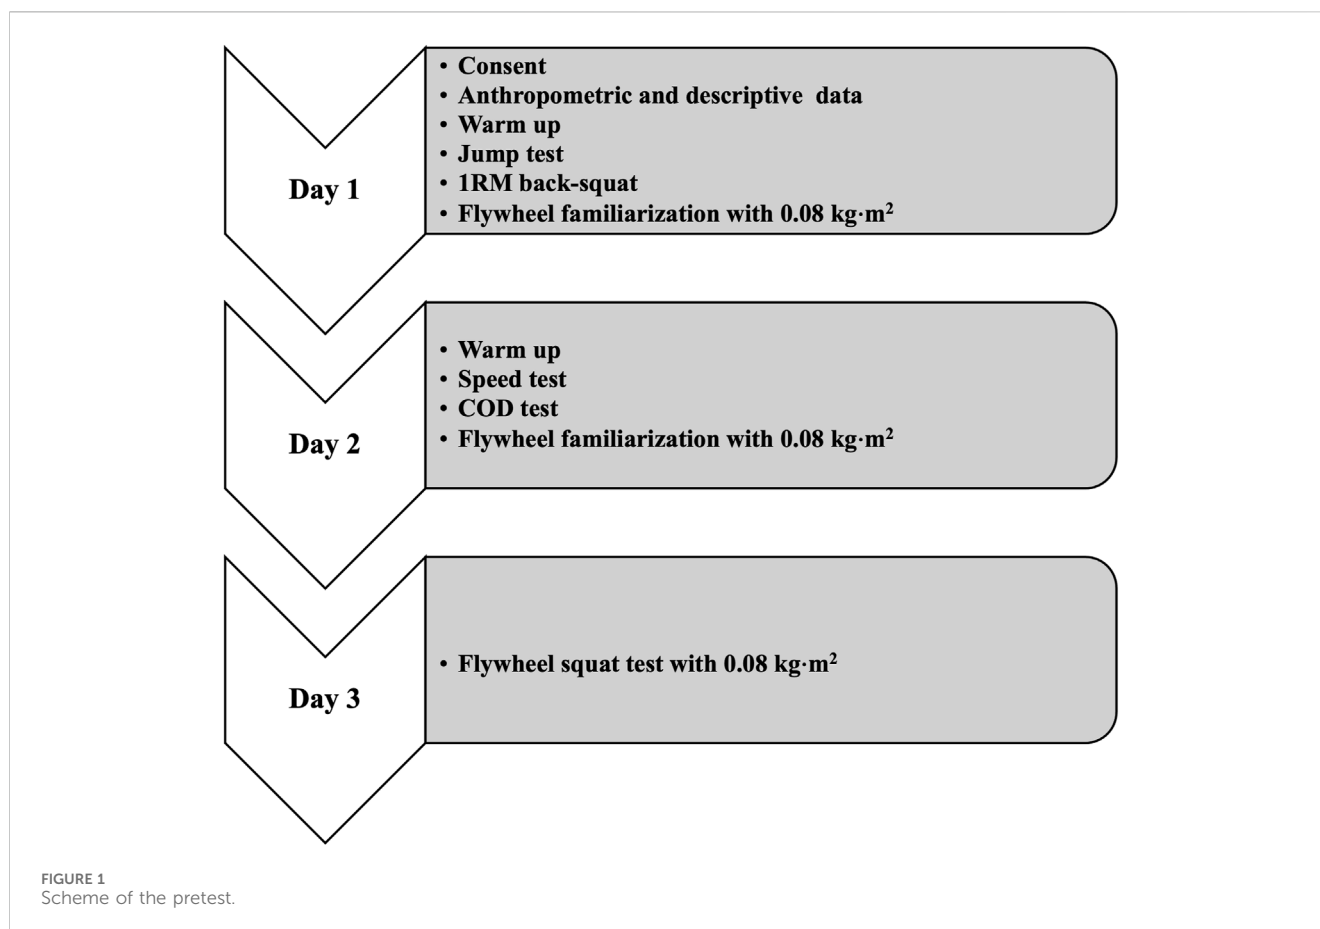 Day 1
• Consent
• Anthropometric and descriptive data
• Warm up
• Jump test
• 1RM back-squat
• Flywheel familiarization with 0.08 kg·m²
Day 2
• Warm up
• Speed test
• COD test
• Flywheel familiarization with 0.08 kg·m²
Day 3
• Flywheel squat test with 0.08 kg·m²
FIGURE 1
Scheme of the pretest.